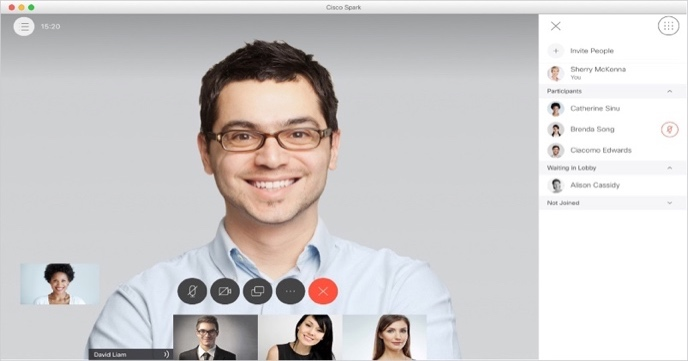 Cisco Spark
15:20
Invite People
Sherry McKenna
You
Participants
Catherine Sinu
Brenda Song
Ciacomo Edwards
Waiting in Lobby
Alison Cassidy
Not Joined
David Liam